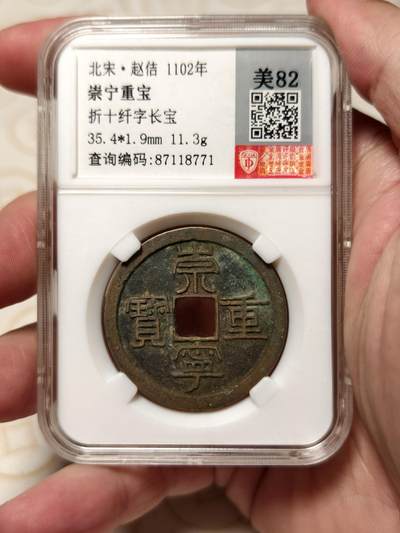 北宋·赵佶 1102年
崇宁重宝
折十纤字长宝
35.4*1.9mm 11.3g
查询编码:87118771
美82
崇
重
寧
寳